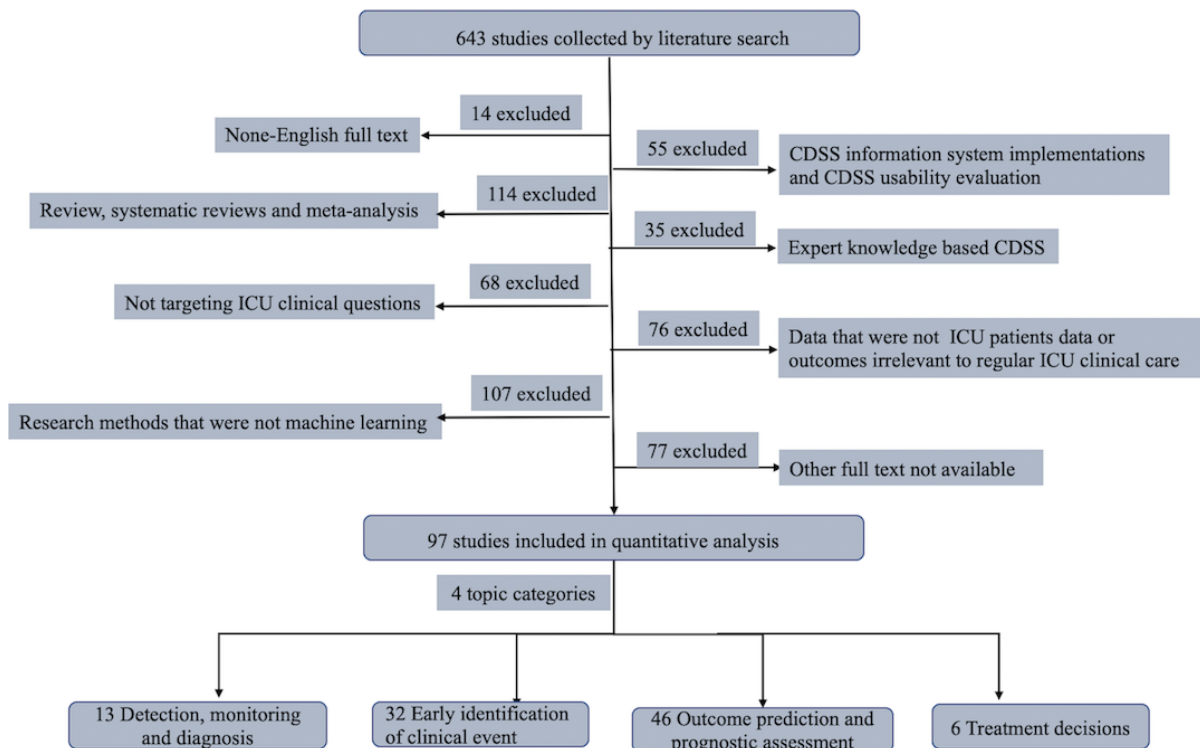 643 studies collected by literature search
14 excluded
None-English full text
55 excluded
CDSS information system implementations
and CDSS usability evaluation
114 excluded
Review, systematic reviews and meta-analysis
35 excluded
Expert knowledge based CDSS
68 excluded
Not targeting ICU clinical questions
76 excluded
Data that were not ICU patients data or
outcomes irrelevant to regular ICU clinical care
107 excluded
Research methods that were not machine learning
77 excluded
Other full text not available
97 studies included in quantitative analysis
4 topic categories
13 Detection, monitoring
and diagnosis
32 Early identification
of clinical event
46 Outcome prediction and
prognostic assessment
6 Treatment decisions